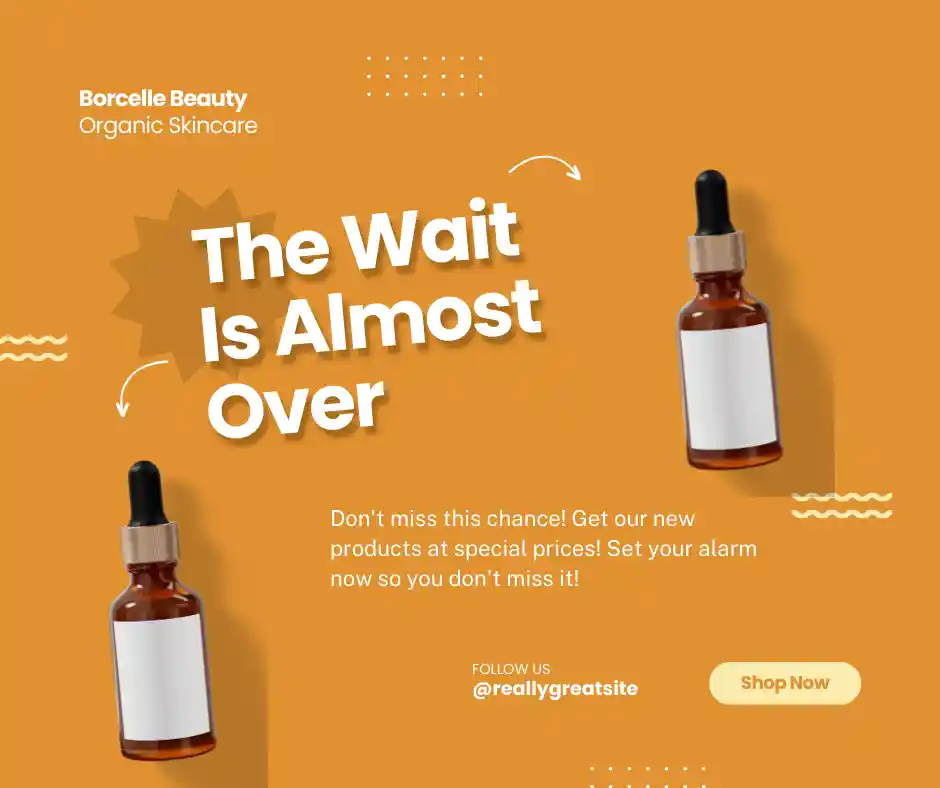 Borcelle Beauty
Organic Skincare
The Wait
Is Almost
Over
Don't miss this chance! Get our new
products at special prices! Set your alarm
now so you don't miss it!
FOLLOW US
@reallygreatsite
Shop Now